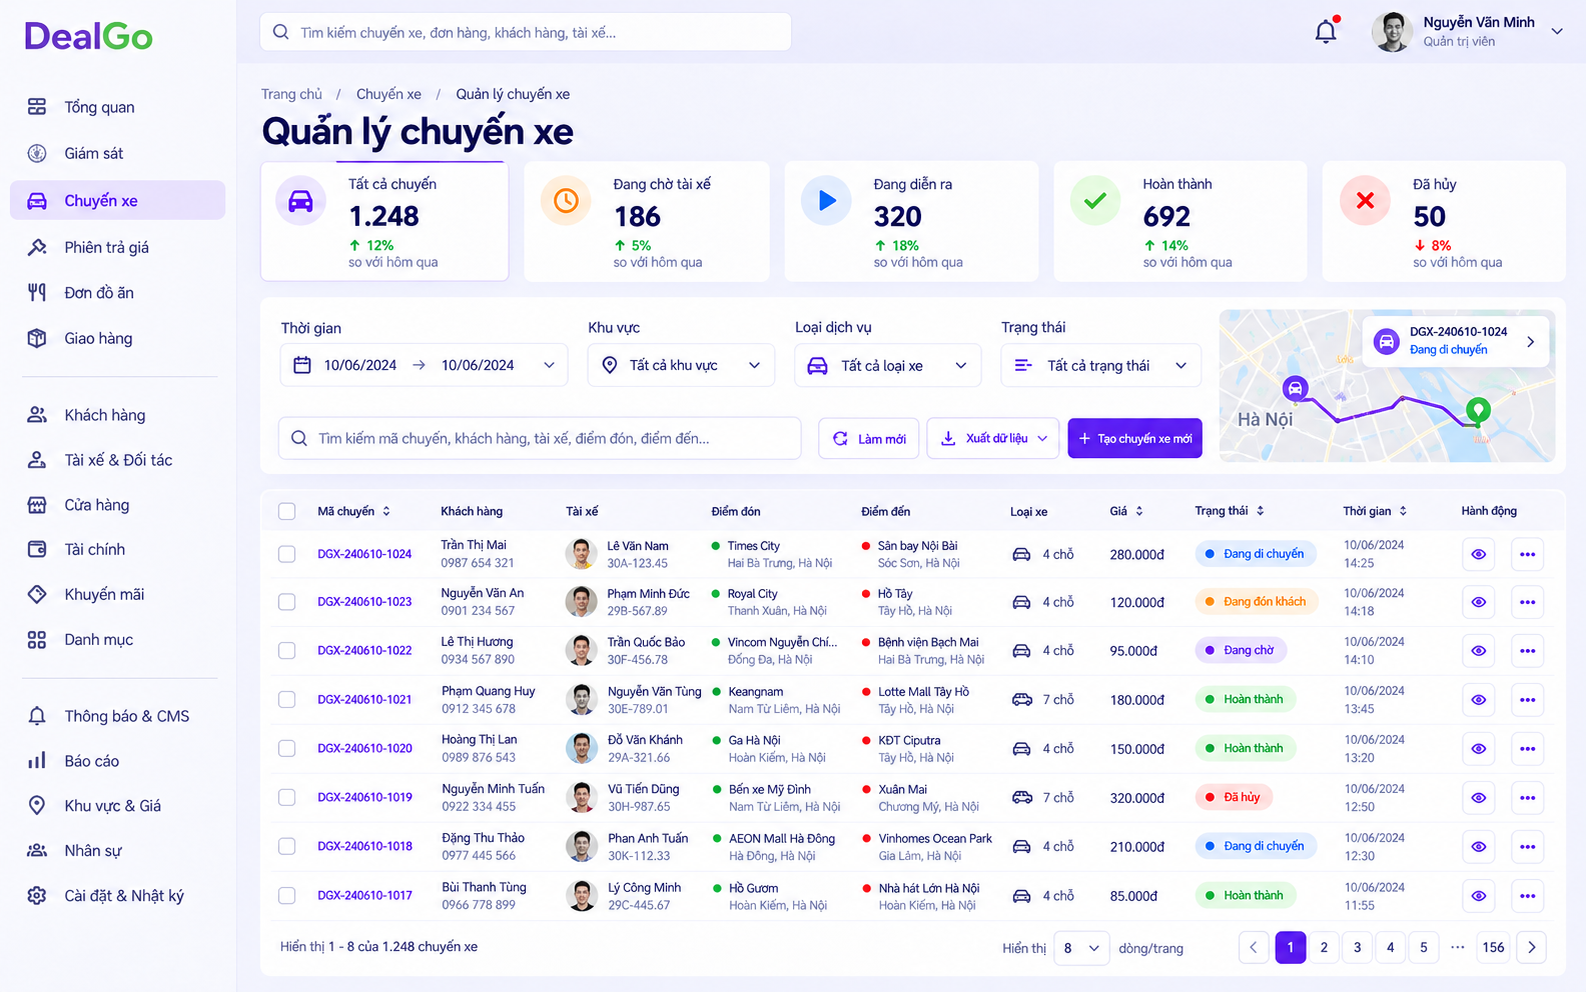 DealGo
Tìm kiếm chuyến xe, đơn hàng, khách hàng, tài xế...
Nguyễn Văn Minh
Quản trị viên
Tổng quan
Giám sát
Chuyến xe
Phiên trả giá
Đơn đồ ăn
Giao hàng
Khách hàng
Tài xế & Đối tác
Cửa hàng
Tài chính
Khuyến mãi
Danh mục
Thông báo & CMS
Báo cáo
Khu vực & Giá
Nhân sự
Cài đặt & Nhật ký
Trang chủ / Chuyến xe / Quản lý chuyến xe
Quản lý chuyến xe
Tất cả chuyến
1.248
12%
so với hôm qua
Đang chờ tài xế
186
5%
so với hôm qua
Đang diễn ra
320
18%
so với hôm qua
Hoàn thành
692
14%
so với hôm qua
Đã hủy
50
8%
so với hôm qua
Thời gian
10/06/2024 → 10/06/2024
Khu vực
Tất cả khu vực
Loại dịch vụ
Tất cả loại xe
Trạng thái
Tất cả trạng thái
Tìm kiếm mã chuyến, khách hàng, tài xế, điểm đón, điểm đến...
Làm mới
Xuất dữ liệu
+ Tạo chuyến xe mới
DGX-240610-1024
Đang di chuyển
Hà Nội
Mã chuyến Khách hàng Tài xế Điểm đón Điểm đến Loại xe Giá Trạng thái Thời gian Hành động
DGX-240610-1024 Trần Thị Mai Lê Văn Nam Times City Sân bay Nội Bài 4 chỗ 280.000đ Đang di chuyển 10/06/2024
0987 654 321 30A-123.45 Hai Bà Trưng, Hà Nội Sóc Sơn, Hà Nội 14:25
DGX-240610-1023 Nguyễn Văn An Phạm Minh Đức Royal City Hồ Tây 4 chỗ 120.000đ Đang đón khách 10/06/2024
0901 234 567 29B-567.89 Thanh Xuân, Hà Nội Tây Hồ, Hà Nội 14:18
DGX-240610-1022 Lê Thị Hương Trần Quốc Bảo Vincom Nguyễn Chí... Bệnh viện Bạch Mai 4 chỗ 95.000đ Đang chờ 10/06/2024
0934 567 890 30F-456.78 Đống Đa, Hà Nội Hai Bà Trưng, Hà Nội 14:10
DGX-240610-1021 Phạm Quang Huy Nguyễn Văn Tùng Keangnam Lotte Mall Tây Hồ 7 chỗ 180.000đ Hoàn thành 10/06/2024
0912 345 678 30E-789.01 Nam Từ Liêm, Hà Nội Tây Hồ, Hà Nội 13:45
DGX-240610-1020 Hoàng Thị Lan Đỗ Văn Khánh Ga Hà Nội KĐT Ciputra 4 chỗ 150.000đ Hoàn thành 10/06/2024
0989 876 543 29A-321.66 Hoàn Kiếm, Hà Nội Tây Hồ, Hà Nội 13:20
DGX-240610-1019 Nguyễn Minh Tuấn Vũ Tiến Dũng Bến xe Mỹ Đình Xuân Mai 7 chỗ 320.000đ Đã hủy 10/06/2024
0922 334 455 30H-987.65 Nam Từ Liêm, Hà Nội Chương Mỹ, Hà Nội 12:50
DGX-240610-1018 Đặng Thu Thảo Phan Anh Tuấn AEON Mall Hà Đông Vinhomes Ocean Park 4 chỗ 210.000đ Đang di chuyển 10/06/2024
0977 445 566 30K-112.33 Hà Đông, Hà Nội Gia Lâm, Hà Nội 12:30
DGX-240610-1017 Bùi Thanh Tùng Lý Công Minh Hồ Gươm Nhà hát Lớn Hà Nội 4 chỗ 85.000đ Hoàn thành 10/06/2024
0966 778 899 29C-445.67 Hoàn Kiếm, Hà Nội Hoàn Kiếm, Hà Nội 11:55
Hiển thị 1 - 8 của 1.248 chuyến xe
Hiển thị 8 dòng/trang
1 2 3 4 5 ... 156